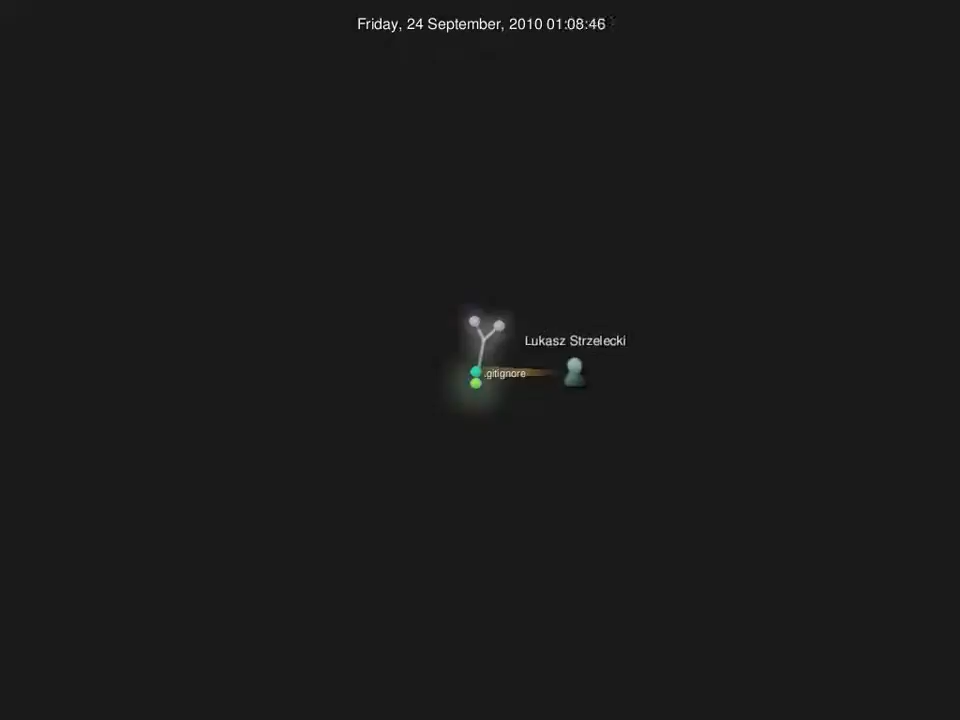 Friday, 24 September, 2010 01:08:46
Lukasz Strzelecki
.gitignore